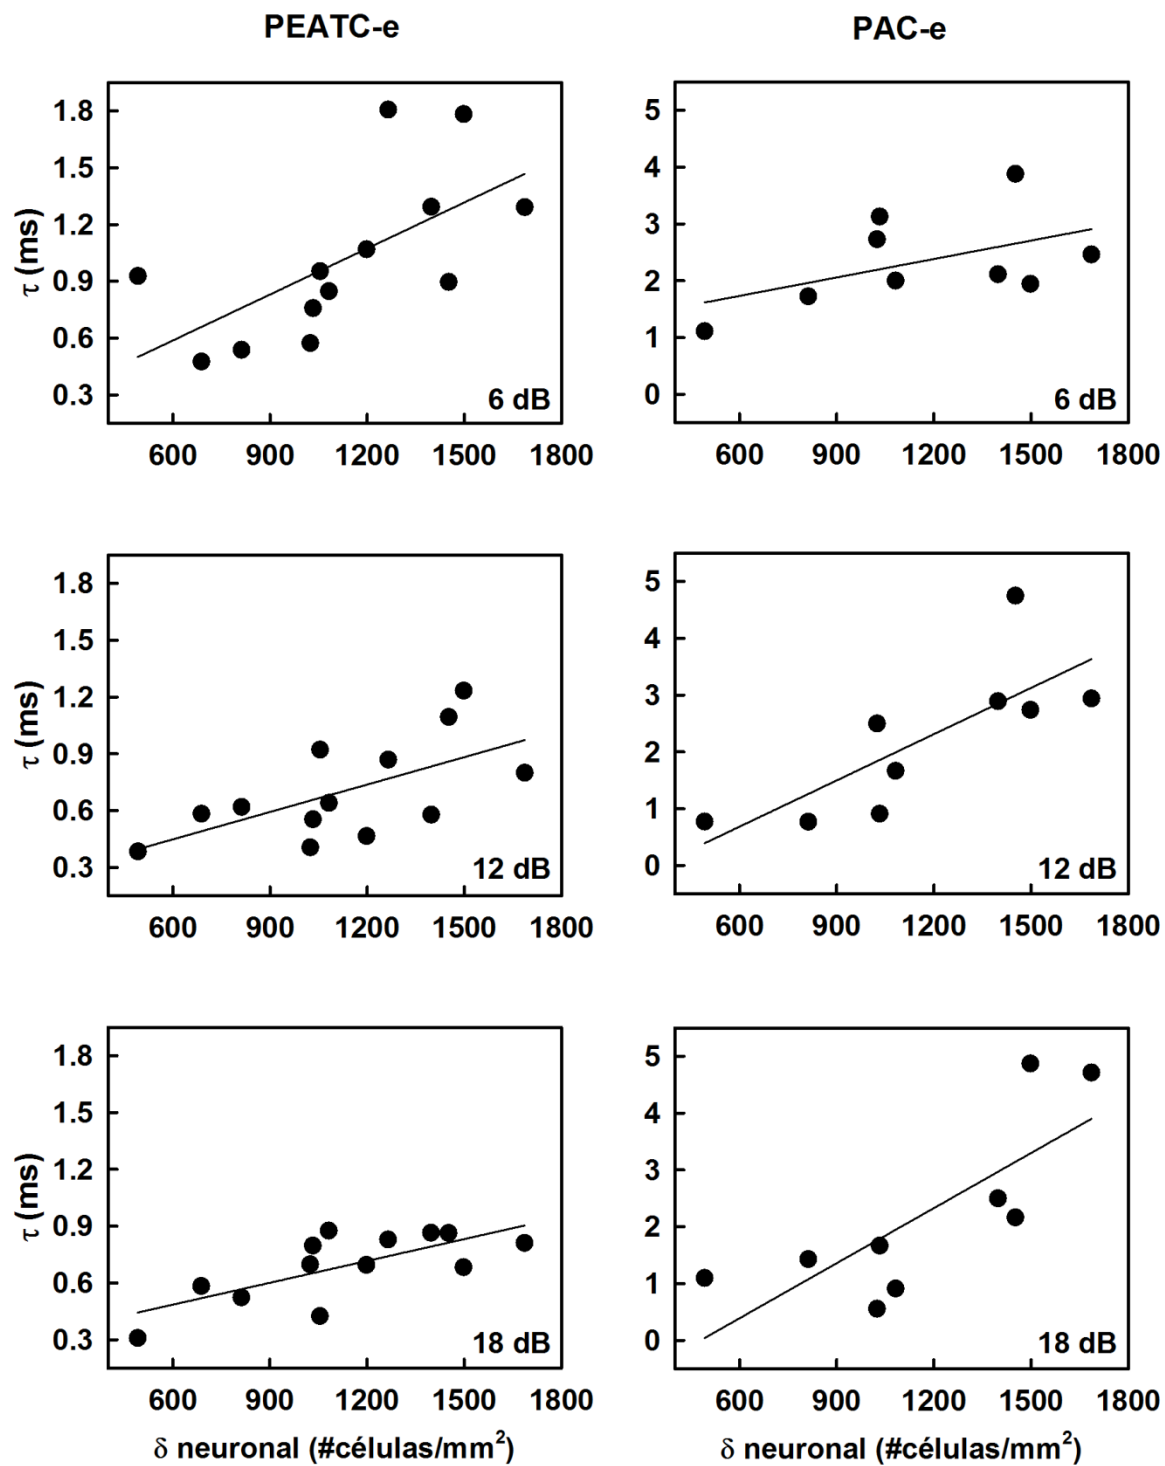 PEATC-e PAC-e
1.8 5
1.5 4
1.2 3
0.9 2
0.6 1
0.3 0
τ (ms)
6 dB 6 dB
600 900 1200 1500 1800 600 900 1200 1500 1800
1.8 5
1.5 4
1.2 3
0.9 2
0.6 1
0.3 0
τ (ms)
12 dB 12 dB
600 900 1200 1500 1800 600 900 1200 1500 1800
1.8 5
1.5 4
1.2 3
0.9 2
0.6 1
0.3 0
τ (ms)
18 dB 18 dB
600 900 1200 1500 1800 600 900 1200 1500 1800
δ neuronal (#células/mm²) δ neuronal (#células/mm²)